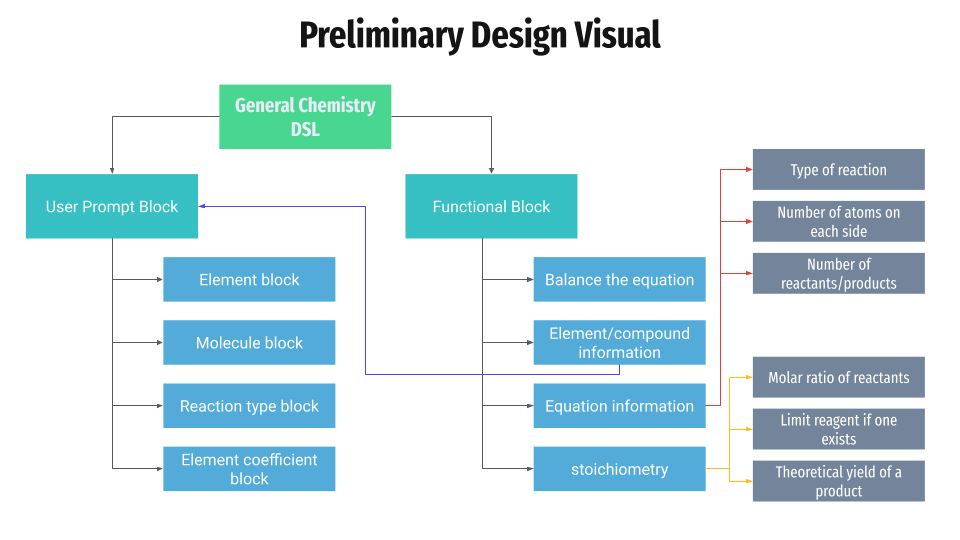 Preliminary Design Visual
General Chemistry
DSL
User Prompt Block
Functional Block
Element block
Molecule block
Reaction type block
Element coefficient
block
Balance the equation
Element/compound
information
Equation information
stoichiometry
Type of reaction
Number of atoms on
each side
Number of
reactants/products
Molar ratio of reactants
Limit reagent if one
exists
Theoretical yield of a
product